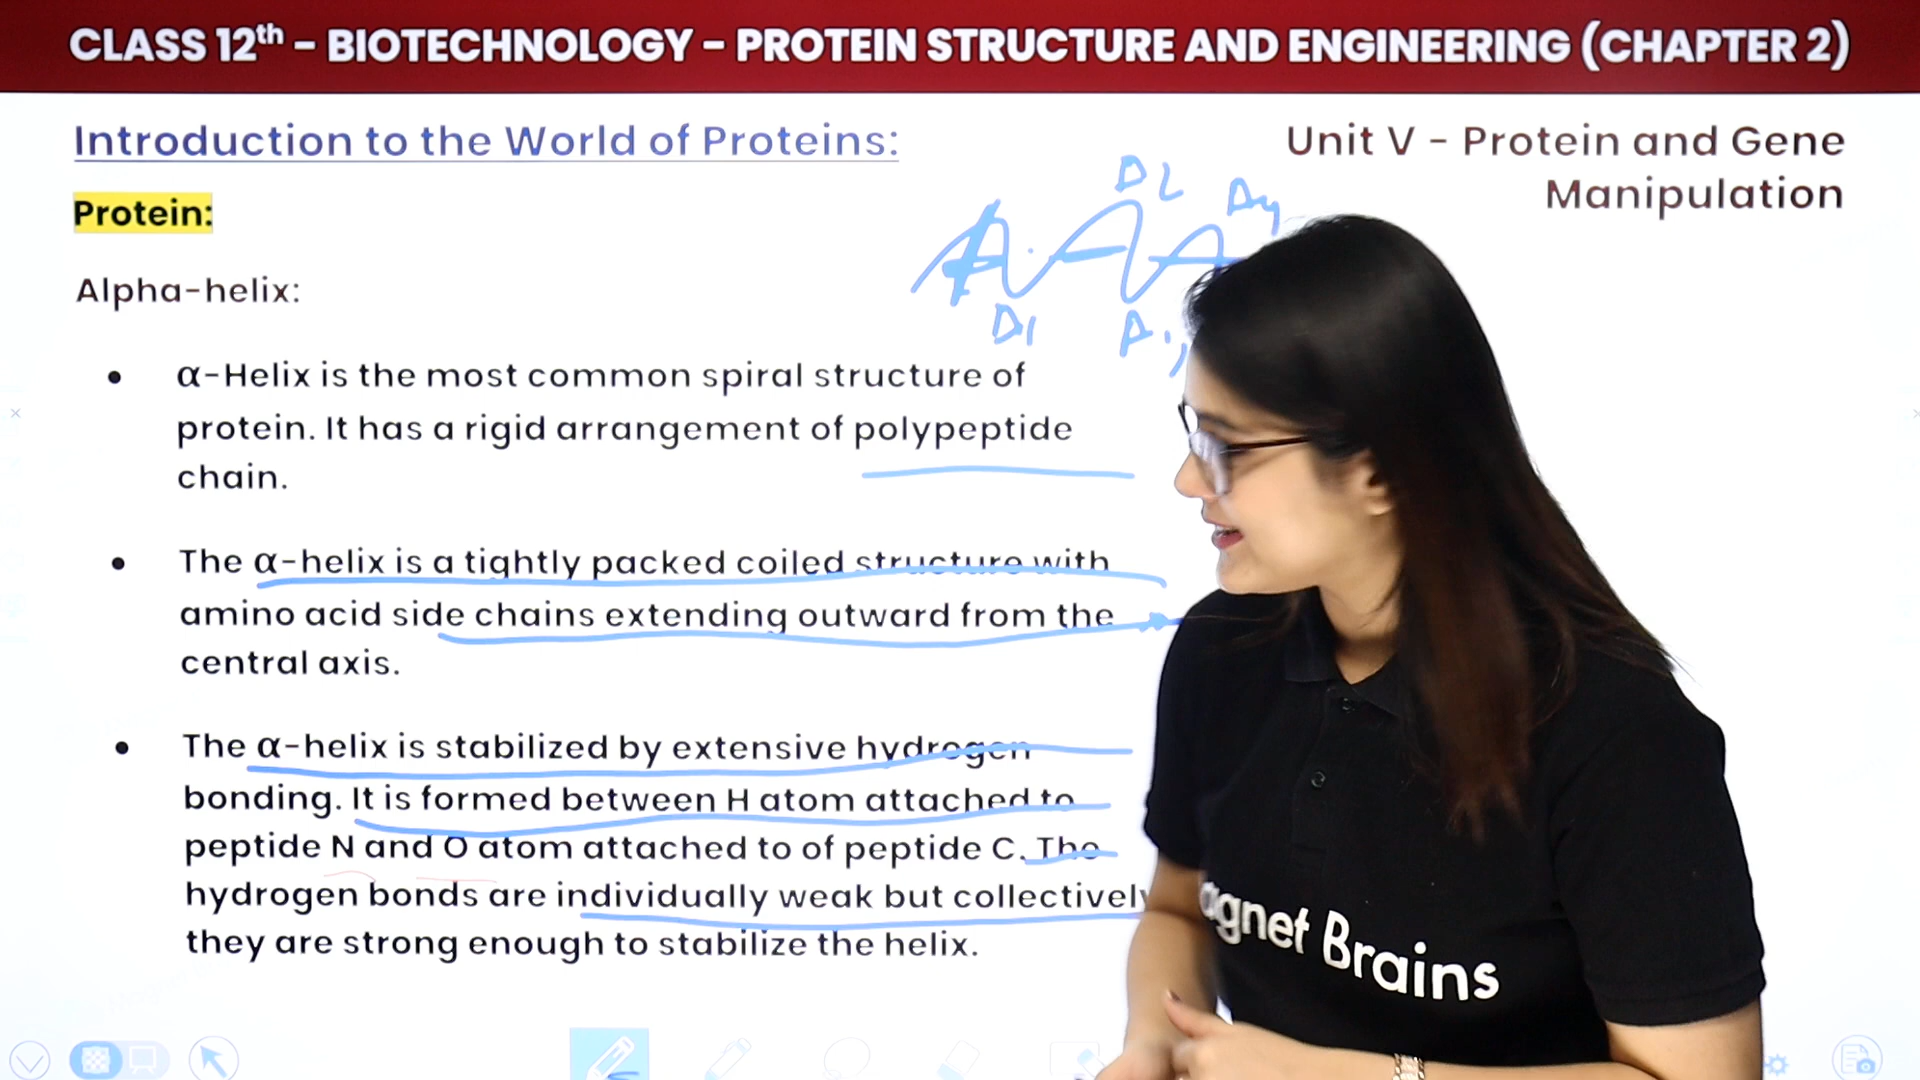 CLASS 12th – BIOTECHNOLOGY – PROTEIN STRUCTURE AND ENGINEERING (CHAPTER 2)
Introduction to the World of Proteins:
Unit V – Protein and Gene
Manipulation
Protein:
Alpha-helix:
• α-Helix is the most common spiral structure of
protein. It has a rigid arrangement of polypeptide
chain.
• The α-helix is a tightly packed coiled structure with
amino acid side chains extending outward from the
central axis.
• The α-helix is stabilized by extensive hydrogen
bonding. It is formed between H atom attached to
peptide N and O atom attached to of peptide C. The
hydrogen bonds are individually weak but collectively
they are strong enough to stabilize the helix.
agnet Brains